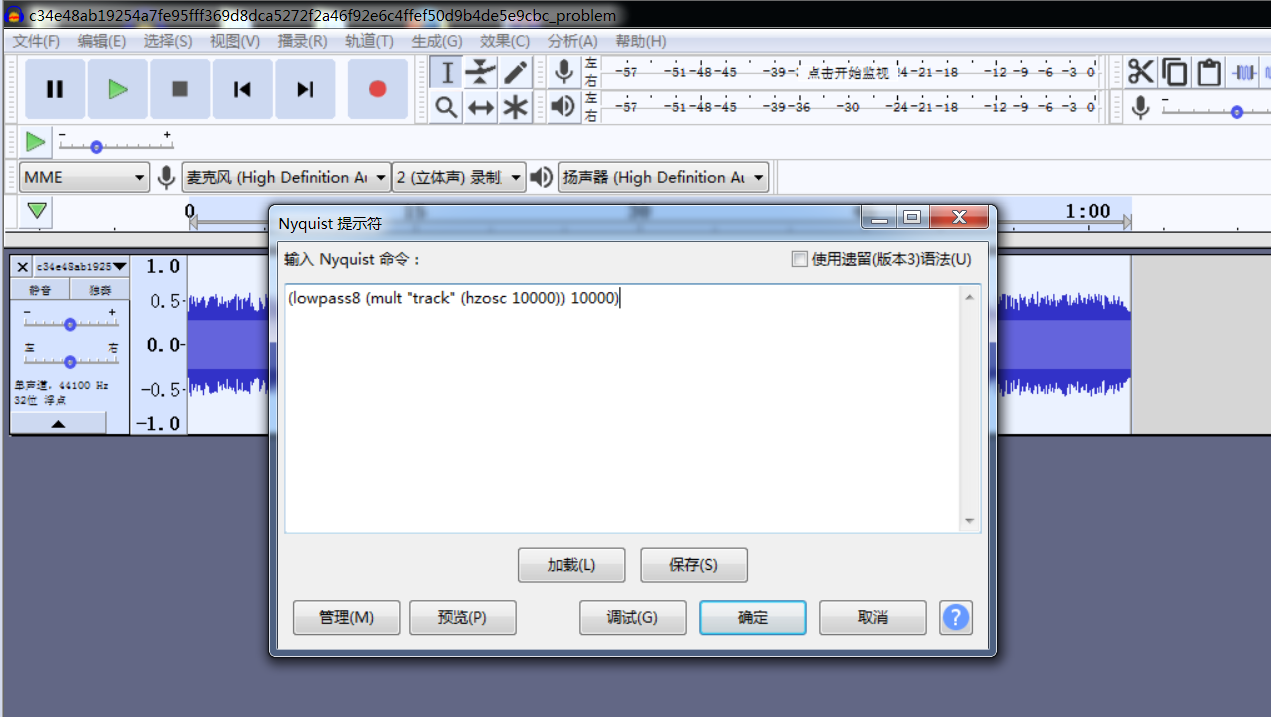 c34e48ab19254a7fe95fff369d8dca5272f2a46f92e6c4ffef50d9b4de5e9cbc_problem
文件(F) 编辑(E) 选择(S) 视图(V) 播录(R) 轨道(T) 生成(G) 效果(C) 分析(A) 帮助(H)
左 右 -57 -51 -48 -45 -39 点击开始监视 -21 -18 -12 -9 -6 -3 0
左 右 -57 -51 -48 -45 -39 -36 -30 -24 -21 -18 -12 -9 -6 -3 0
- +
MME 麦克风 (High Definition Au 2 (立体声) 录制 扬声器 (High Definition Au
0 15 30 1:00
Nyquist 提示符
输入 Nyquist 命令： 使用遗留(版本3)语法(U)
(lowpass8 (mult "track" (hzosc 10000)) 10000)
c34e48ab1925
静音 独奏
- +
左 右
单声道, 44100 Hz
32位 浮点
1.0
0.5
0.0
-0.5
-1.0
加载(L) 保存(S)
管理(M) 预览(P) 调试(G) 确定 取消 ?